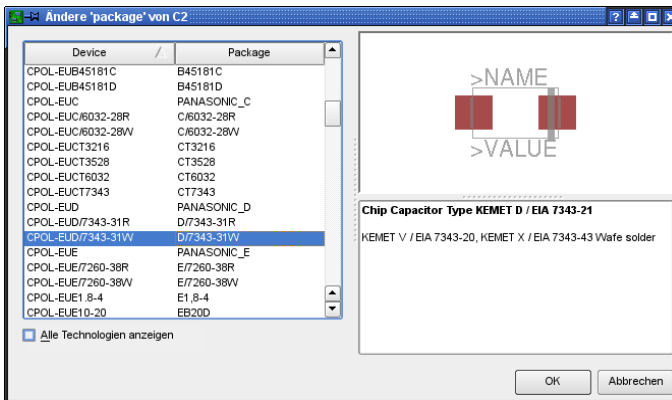 Ändere 'package' von C2
Device Package
CPOL-EUB45181C B45181C
CPOL-EUB45181D B45181D
CPOL-EUC PANASONIC_C
CPOL-EUC/6032-28R C/6032-28R
CPOL-EUC/6032-28W C/6032-28W
CPOL-EUCT3216 CT3216
CPOL-EUCT3528 CT3528
CPOL-EUCT6032 CT6032
CPOL-EUCT7343 CT7343
CPOL-EUD PANASONIC_D
CPOL-EUD/7343-31R D/7343-31R
CPOL-EUD/7343-31W D/7343-31W
CPOL-EUE PANASONIC_E
CPOL-EUE/7260-38R E/7260-38R
CPOL-EUE/7260-38W E/7260-38W
CPOL-EUE1.8-4 E1,8-4
CPOL-EUE10-20 EB20D
Alle Technologien anzeigen
>NAME
>VALUE
Chip Capacitor Type KEMET D / EIA 7343-21
KEMET V / EIA 7343-20, KEMET X / EIA 7343-43 Wafe solder
OK Abbrechen